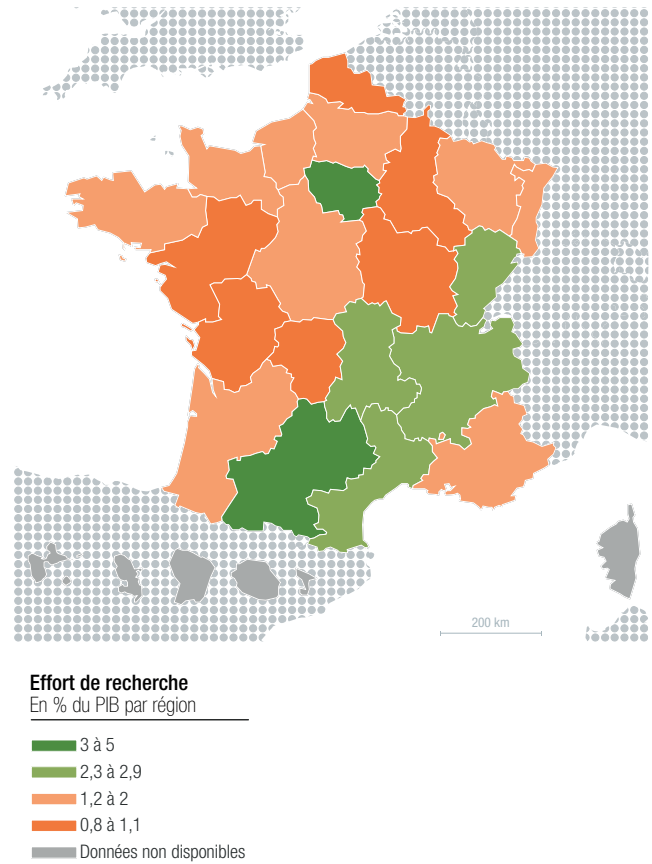 200 km
Effort de recherche
En % du PIB par région
3 à 5
2,3 à 2,9
1,2 à 2
0,8 à 1,1
Données non disponibles